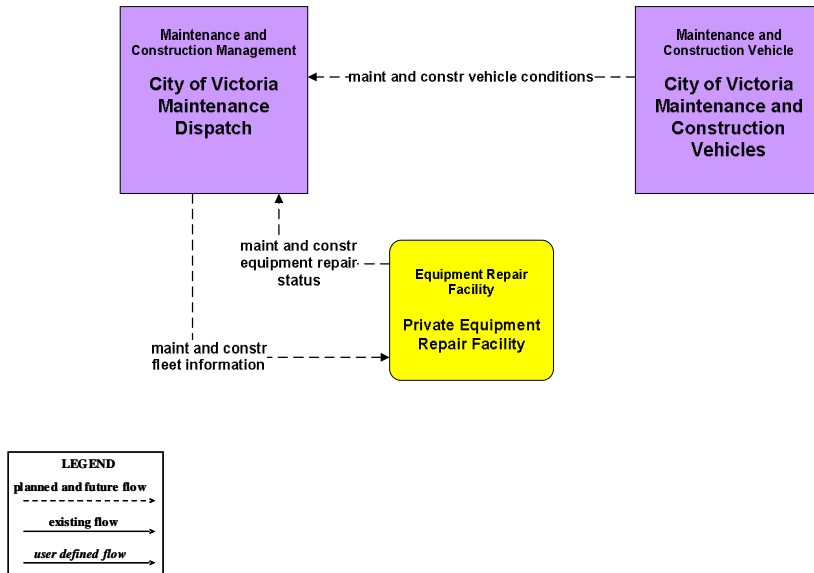 Maintenance and
Construction Management
City of Victoria
Maintenance
Dispatch
maint and constr vehicle conditions
Maintenance and
Construction Vehicle
City of Victoria
Maintenance and
Construction
Vehicles
maint and constr
equipment repair
status
Equipment Repair
Facility
Private Equipment
Repair Facility
maint and constr
fleet information
LEGEND
planned and future flow
existing flow
user defined flow